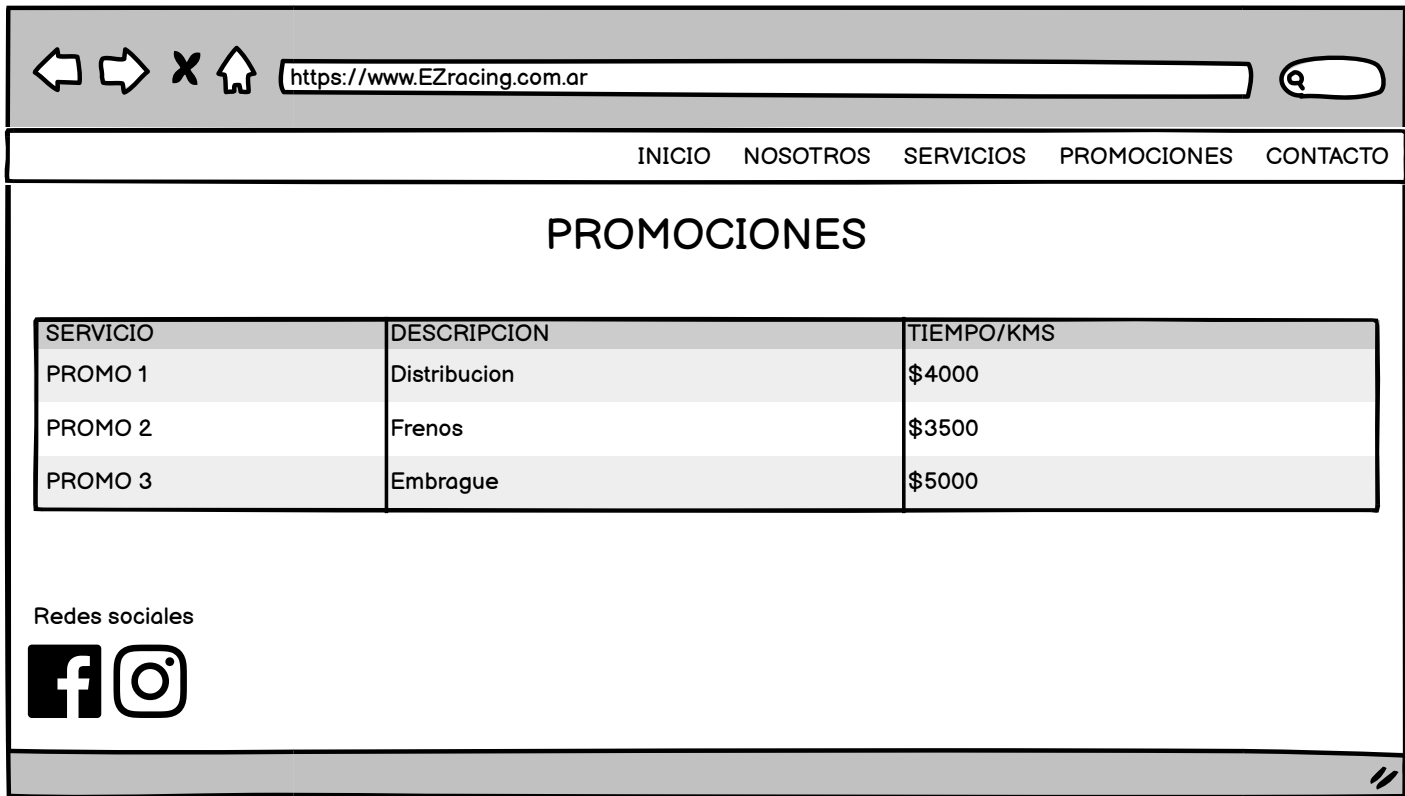 https://www.EZracing.com.ar
INICIO NOSOTROS SERVICIOS PROMOCIONES CONTACTO
PROMOCIONES
SERVICIO DESCRIPCION TIEMPO/KMS
PROMO 1 Distribucion $4000
PROMO 2 Frenos $3500
PROMO 3 Embrague $5000
Redes sociales